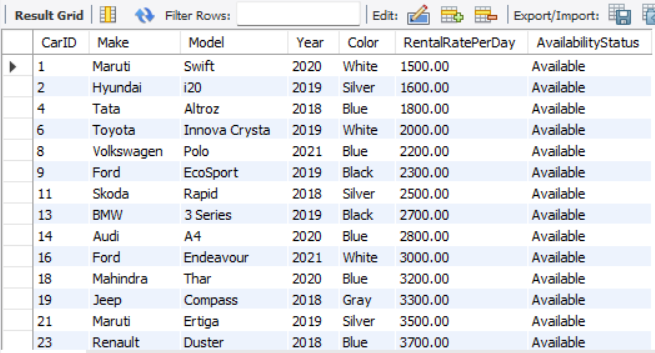 Result Grid Filter Rows: Edit: Export/Import:
CarID Make Model Year Color RentalRatePerDay AvailabilityStatus
1 Maruti Swift 2020 White 1500.00 Available
2 Hyundai i20 2019 Silver 1600.00 Available
4 Tata Altroz 2018 Blue 1800.00 Available
6 Toyota Innova Crysta 2019 White 2000.00 Available
8 Volkswagen Polo 2021 Blue 2200.00 Available
9 Ford EcoSport 2019 Black 2300.00 Available
11 Skoda Rapid 2018 Silver 2500.00 Available
13 BMW 3 Series 2019 Black 2700.00 Available
14 Audi A4 2020 Blue 2800.00 Available
16 Ford Endeavour 2021 White 3000.00 Available
18 Mahindra Thar 2020 Blue 3200.00 Available
19 Jeep Compass 2018 Gray 3300.00 Available
21 Maruti Ertiga 2019 Silver 3500.00 Available
23 Renault Duster 2018 Blue 3700.00 Available